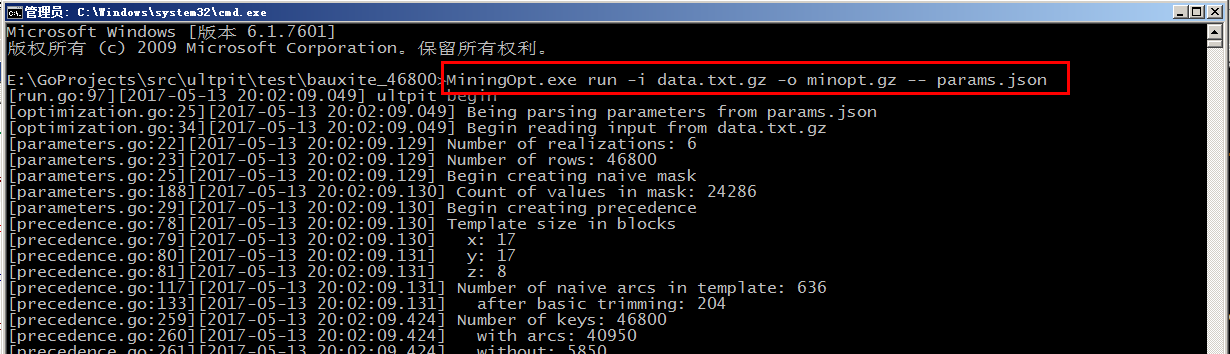 管理员: C:\Windows\system32\cmd.exe
Microsoft Windows [版本 6.1.7601]
版权所有 (c) 2009 Microsoft Corporation。保留所有权利。
E:\GoProjects\src\ultpit\test\bauxite_46800>MiningOpt.exe run -i data.txt.gz -o minopt.gz -- params.json
[run.go:97][2017-05-13 20:02:09.049] ultpit begin
[optimization.go:25][2017-05-13 20:02:09.049] Being parsing parameters from params.json
[optimization.go:34][2017-05-13 20:02:09.049] Begin reading input from data.txt.gz
[parameters.go:22][2017-05-13 20:02:09.129] Number of realizations: 6
[parameters.go:23][2017-05-13 20:02:09.129] Number of rows: 46800
[parameters.go:25][2017-05-13 20:02:09.129] Begin creating naive mask
[parameters.go:188][2017-05-13 20:02:09.130] Count of values in mask: 24286
[parameters.go:29][2017-05-13 20:02:09.130] Begin creating precedence
[precedence.go:78][2017-05-13 20:02:09.130] Template size in blocks
[precedence.go:79][2017-05-13 20:02:09.130]   x: 17
[precedence.go:80][2017-05-13 20:02:09.131]   y: 17
[precedence.go:81][2017-05-13 20:02:09.131]   z: 8
[precedence.go:117][2017-05-13 20:02:09.131] Number of naive arcs in template: 636
[precedence.go:133][2017-05-13 20:02:09.131]   after basic trimming: 204
[precedence.go:259][2017-05-13 20:02:09.424] Number of keys: 46800
[precedence.go:260][2017-05-13 20:02:09.424]   with arcs: 40950
[precedence.go:261][2017-05-13 20:02:09.424]   without: 5850